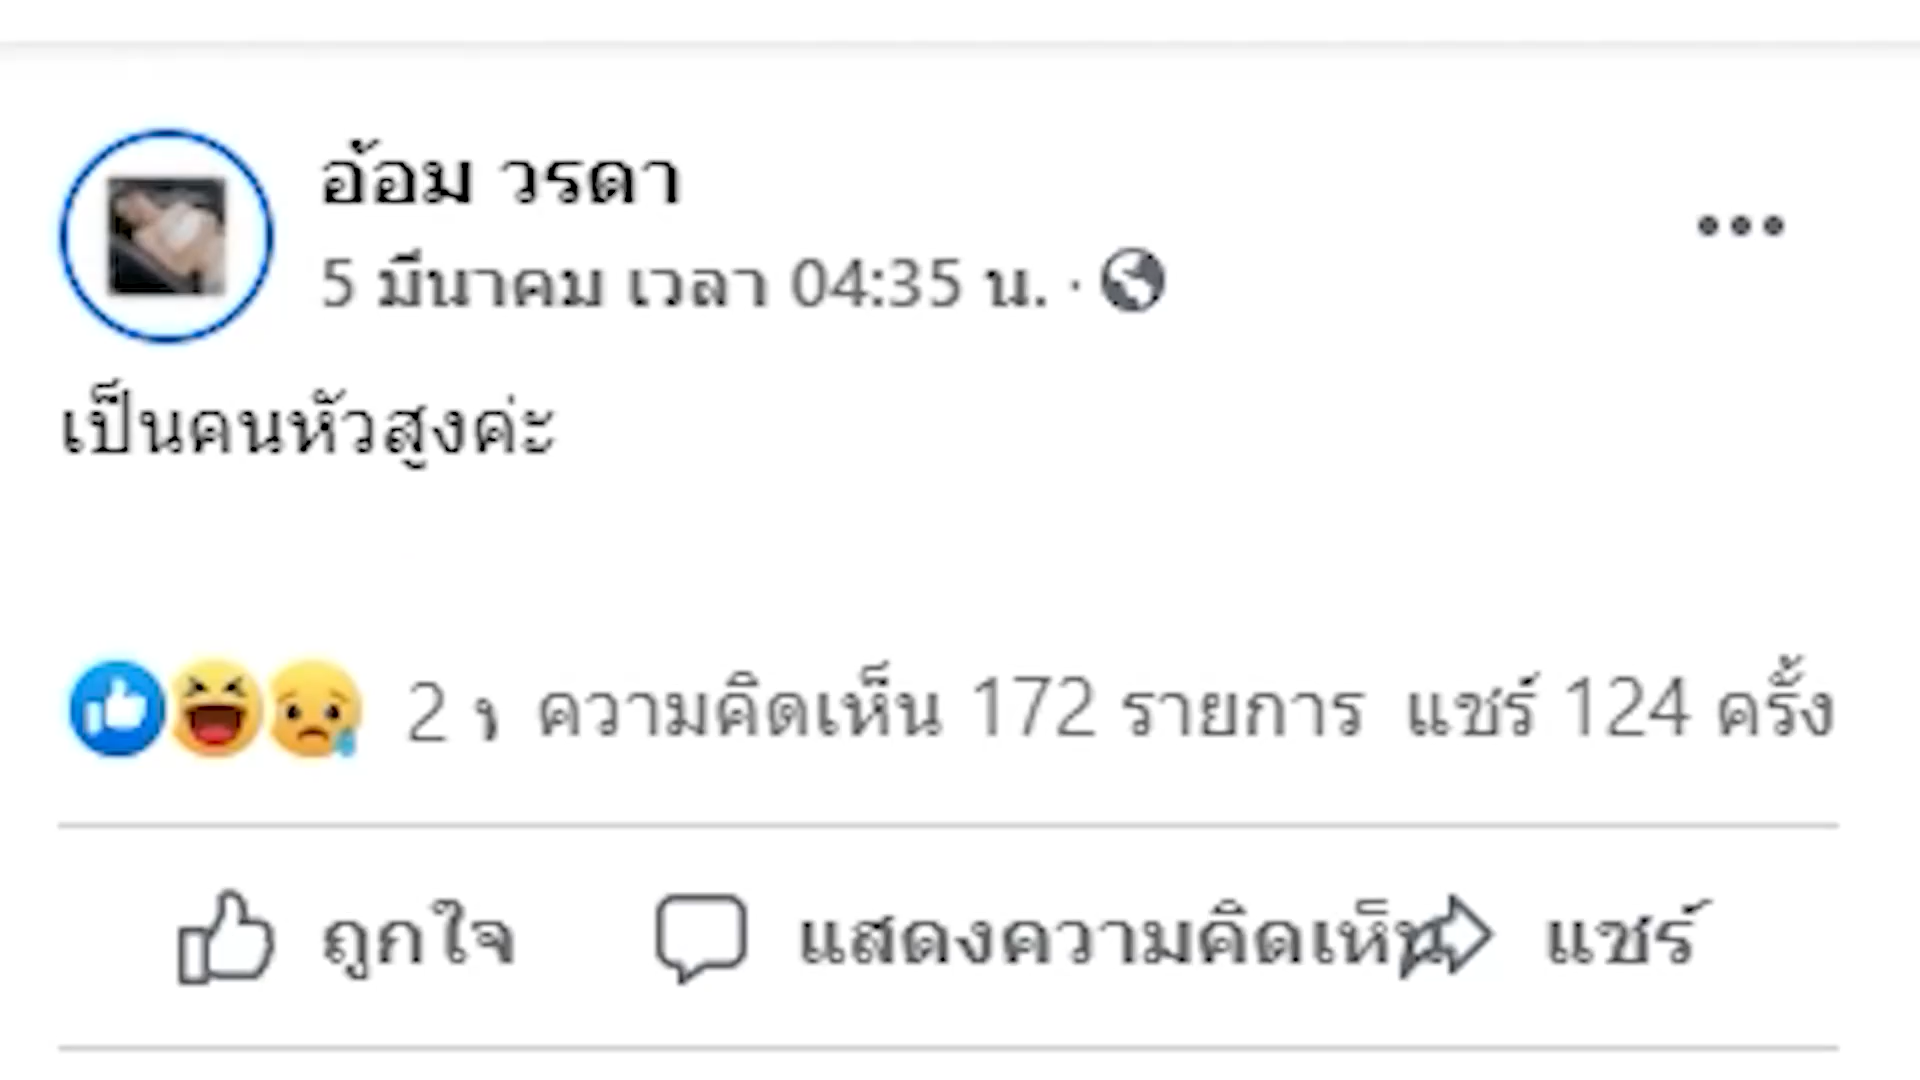 อ้อม วรดา
5 มีนาคม เวลา 04:35 น. ·
เป็นคนหัวสูงค่ะ
2 ความคิดเห็น 172 รายการ แชร์ 124 ครั้ง
ถูกใจ แสดงความคิดเห็น แชร์